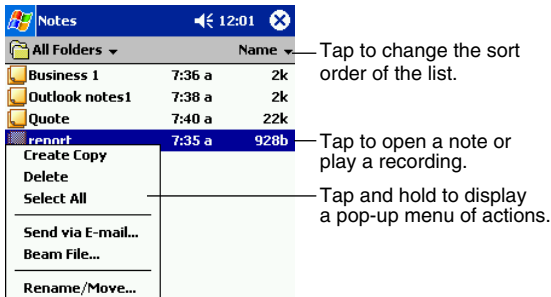 Notes 12:01
All Folders Name
Tap to change the sort
order of the list.
Business 1 7:36 a 2k
Outlook notes1 7:38 a 2k
Quote 7:40 a 22k
report 7:35 a 928b
Tap to open a note or
play a recording.
Create Copy
Delete
Select All
Tap and hold to display
a pop-up menu of actions.
Send via E-mail...
Beam File...
Rename/Move...